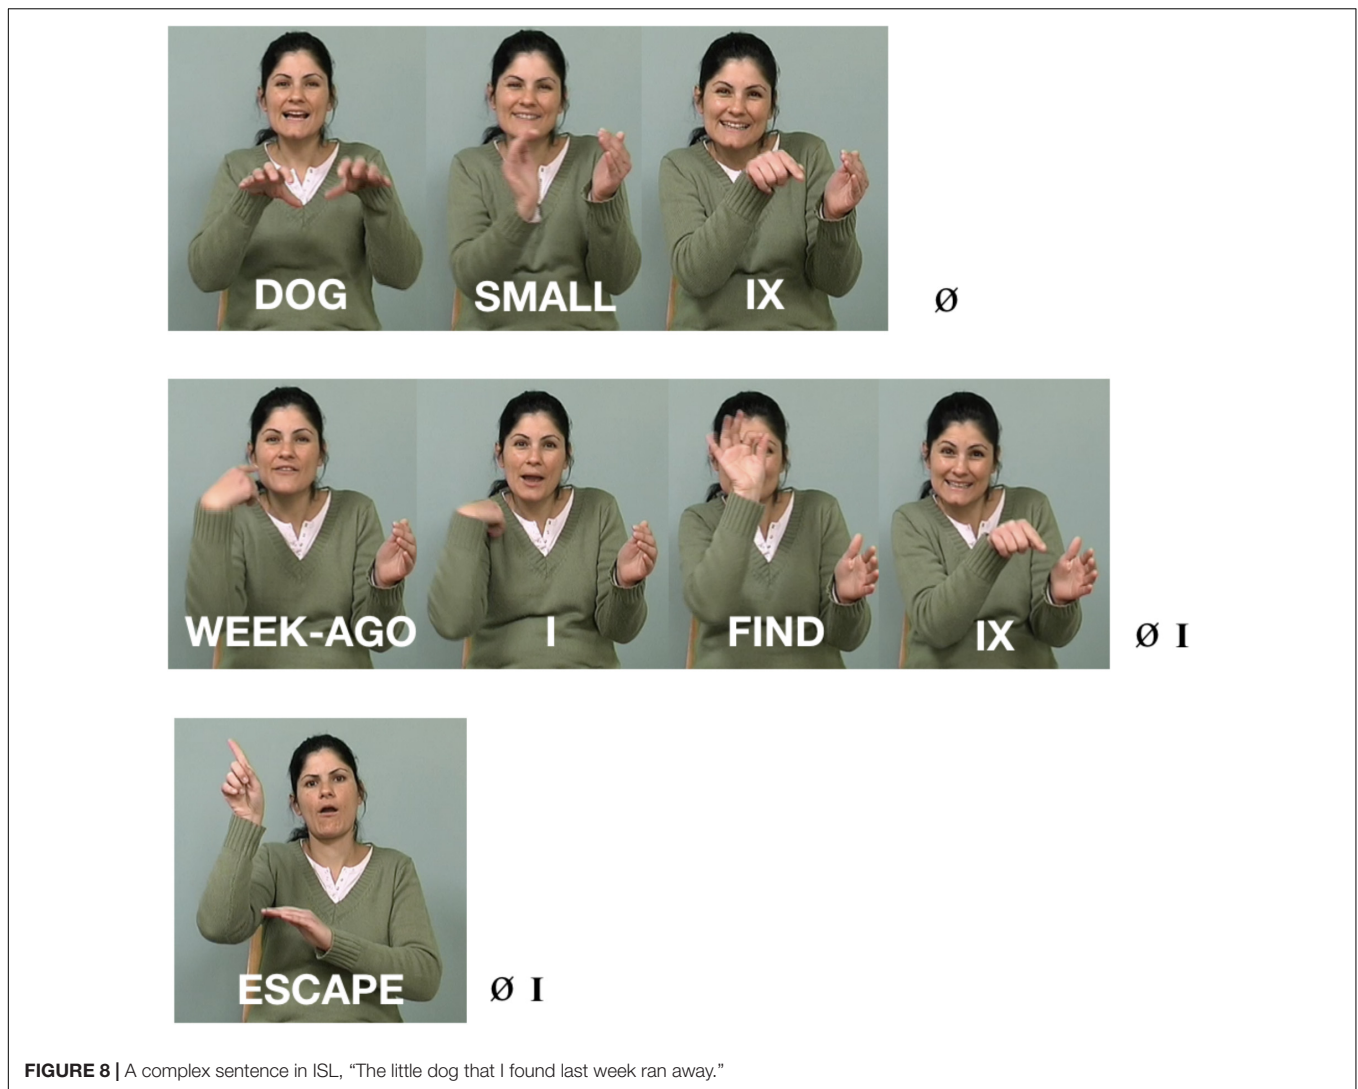 DOG SMALL IX Ø
WEEK-AGO I FIND IX Ø I
ESCAPE Ø I
FIGURE 8 | A complex sentence in ISL, “The little dog that I found last week ran away.”